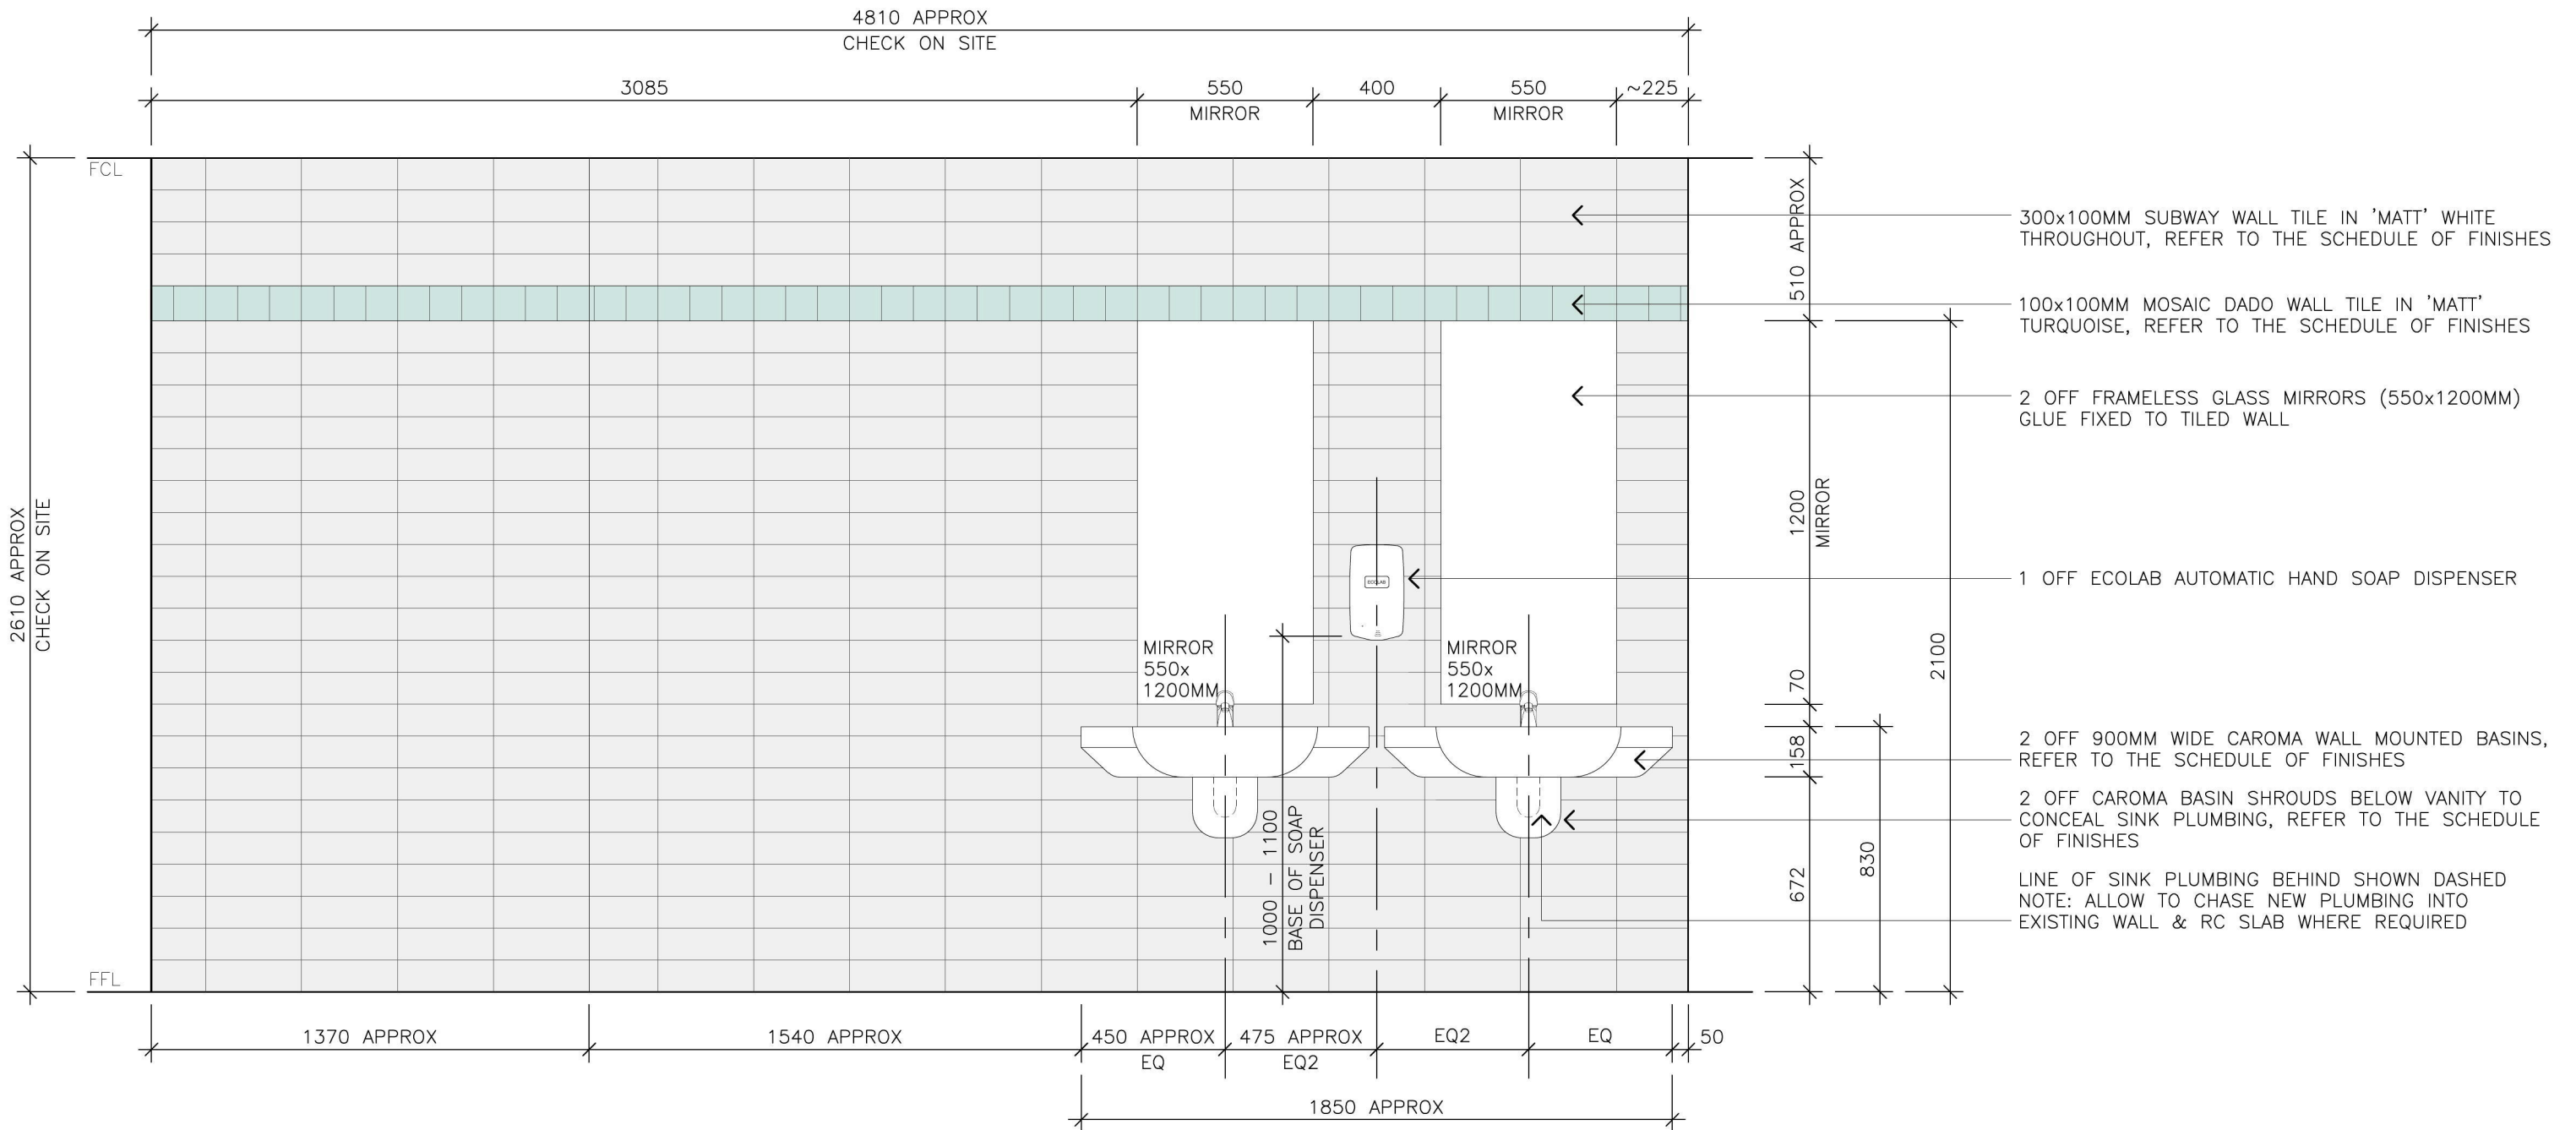 4810 APPROX
CHECK ON SITE
3085
550
MIRROR
400
550
MIRROR
~225
FCL
2610 APPROX
CHECK ON SITE
FFL
510 APPROX
1200
MIRROR
70
158
672
830
2100
300x100MM SUBWAY WALL TILE IN 'MATT' WHITE
THROUGHOUT, REFER TO THE SCHEDULE OF FINISHES
100x100MM MOSAIC DADO WALL TILE IN 'MATT'
TURQUOISE, REFER TO THE SCHEDULE OF FINISHES
2 OFF FRAMELESS GLASS MIRRORS (550x1200MM)
GLUE FIXED TO TILED WALL
1 OFF ECOLAB AUTOMATIC HAND SOAP DISPENSER
2 OFF 900MM WIDE CAROMA WALL MOUNTED BASINS,
REFER TO THE SCHEDULE OF FINISHES
2 OFF CAROMA BASIN SHROUDS BELOW VANITY TO
CONCEAL SINK PLUMBING, REFER TO THE SCHEDULE
OF FINISHES
LINE OF SINK PLUMBING BEHIND SHOWN DASHED
NOTE: ALLOW TO CHASE NEW PLUMBING INTO
EXISTING WALL & RC SLAB WHERE REQUIRED
ECOLAB
MIRROR
550x
1200MM
MIRROR
550x
1200MM
1000 - 1100
BASE OF SOAP
DISPENSER
1370 APPROX
1540 APPROX
450 APPROX
EQ
475 APPROX
EQ2
EQ2
EQ
50
1850 APPROX